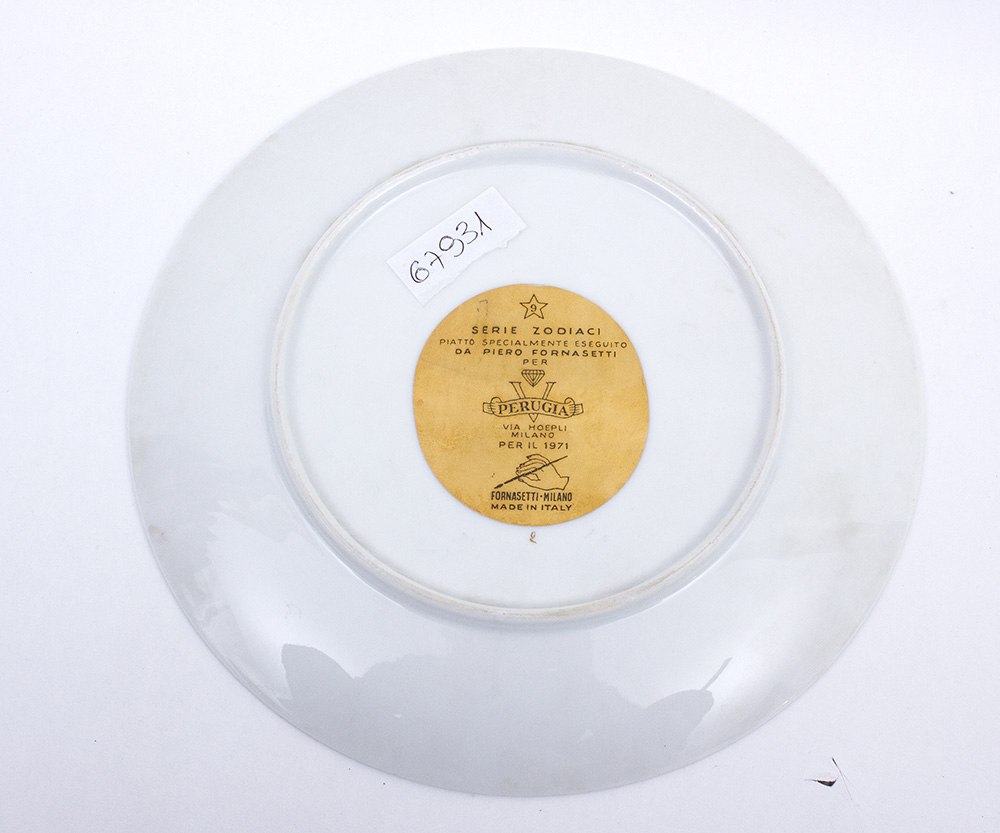 67931
9
SERIE ZODIACI
PIATTO SPECIALMENTE ESEGUITO
DA PIERO FORNASETTI
PER
V
PERUGIA
VIA HOEPLI
MILANO
PER IL 1971
FORNASETTI-MILANO
MADE IN ITALY